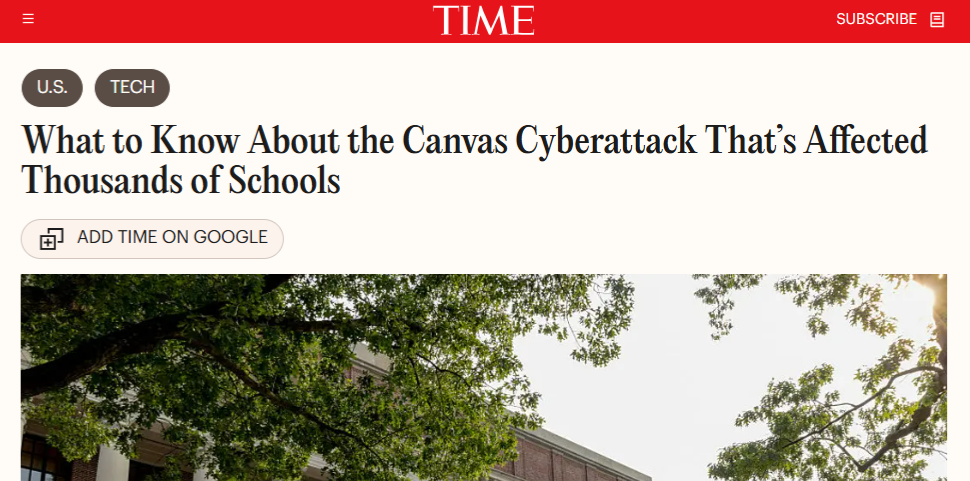 TIME
SUBSCRIBE
U.S.
TECH
What to Know About the Canvas Cyberattack That’s Affected
Thousands of Schools
ADD TIME ON GOOGLE